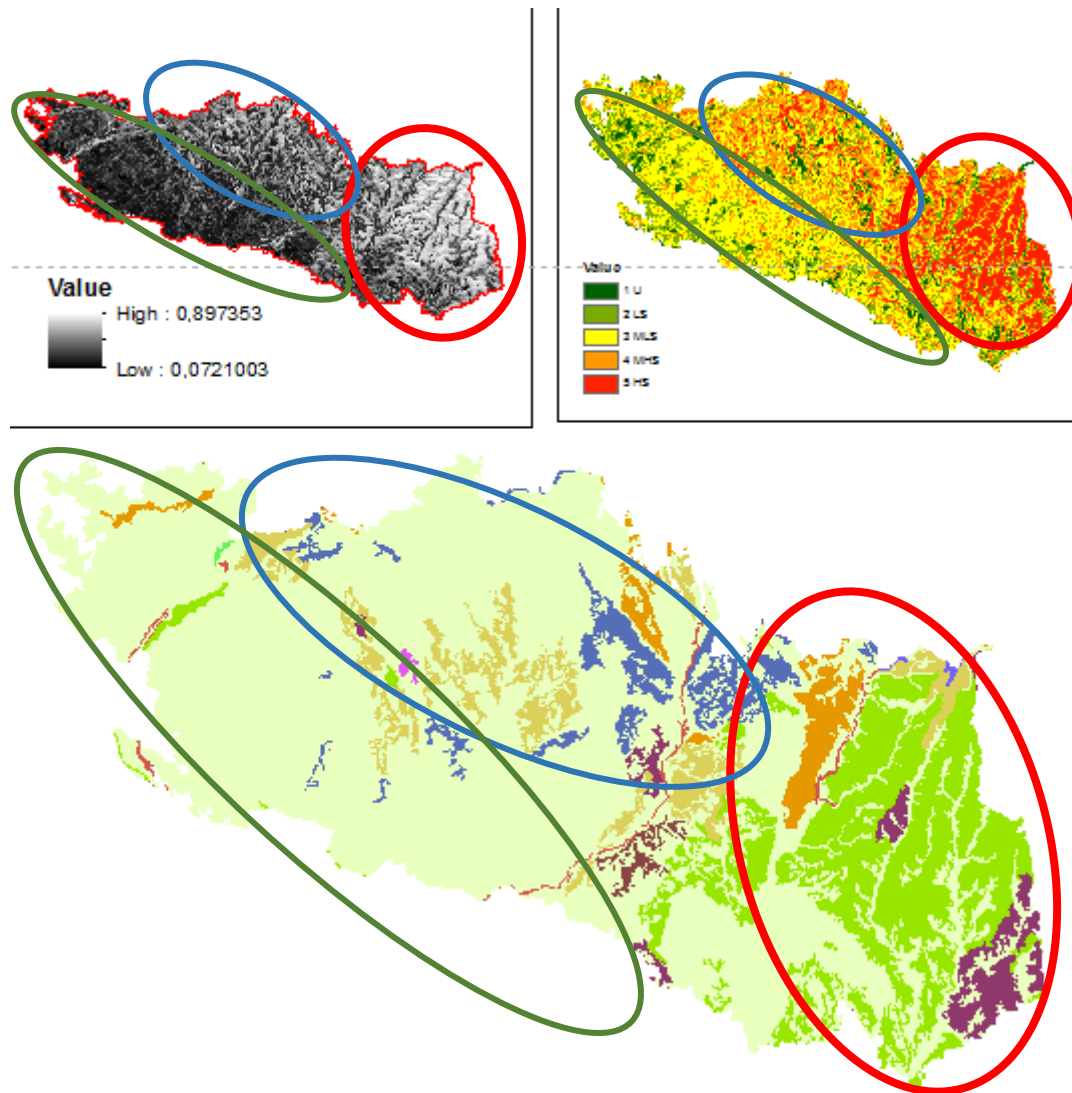 Value
High : 0,897353
Low : 0,0721003
Value
1 U
2 LS
3 MLS
4 MHS
5 HS